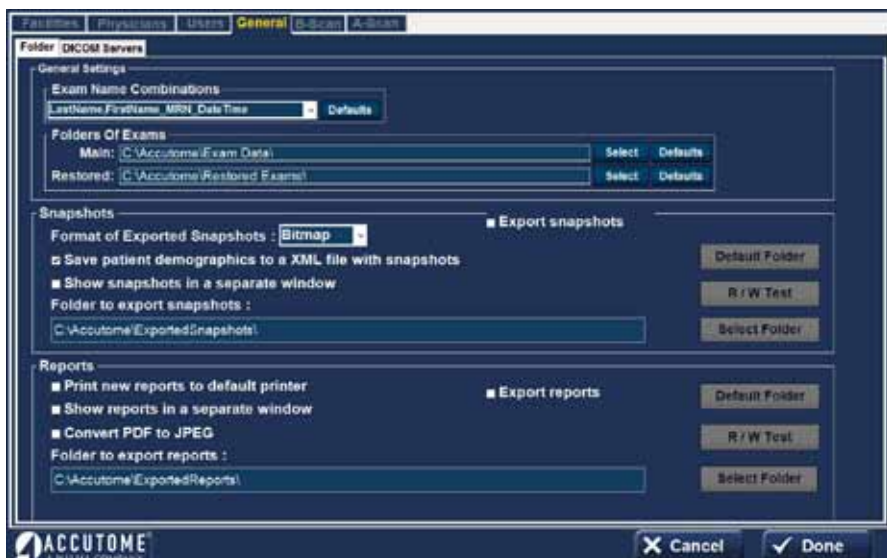 Facilities Physicians Users General B-Scan A-Scan
Folder DICOM Servers
General Settings
Exam Name Combinations
LastName,FirstName_MRN_DateTime Defaults
Folders Of Exams
Main: C:\Accutome\Exam Data\ Select Defaults
Restored: C:\Accutome\Restored Exams\ Select Defaults
Snapshots
Export snapshots
Format of Exported Snapshots : Bitmap
Save patient demographics to a XML file with snapshots Default Folder
Show snapshots in a separate window
R / W Test
Folder to export snapshots :
C:\Accutome\ExportedSnapshots\ Select Folder
Reports
Print new reports to default printer
Export reports Default Folder
Show reports in a separate window
Convert PDF to JPEG R / W Test
Folder to export reports :
C:\Accutome\ExportedReports\ Select Folder
ACCUTOME Cancel Done